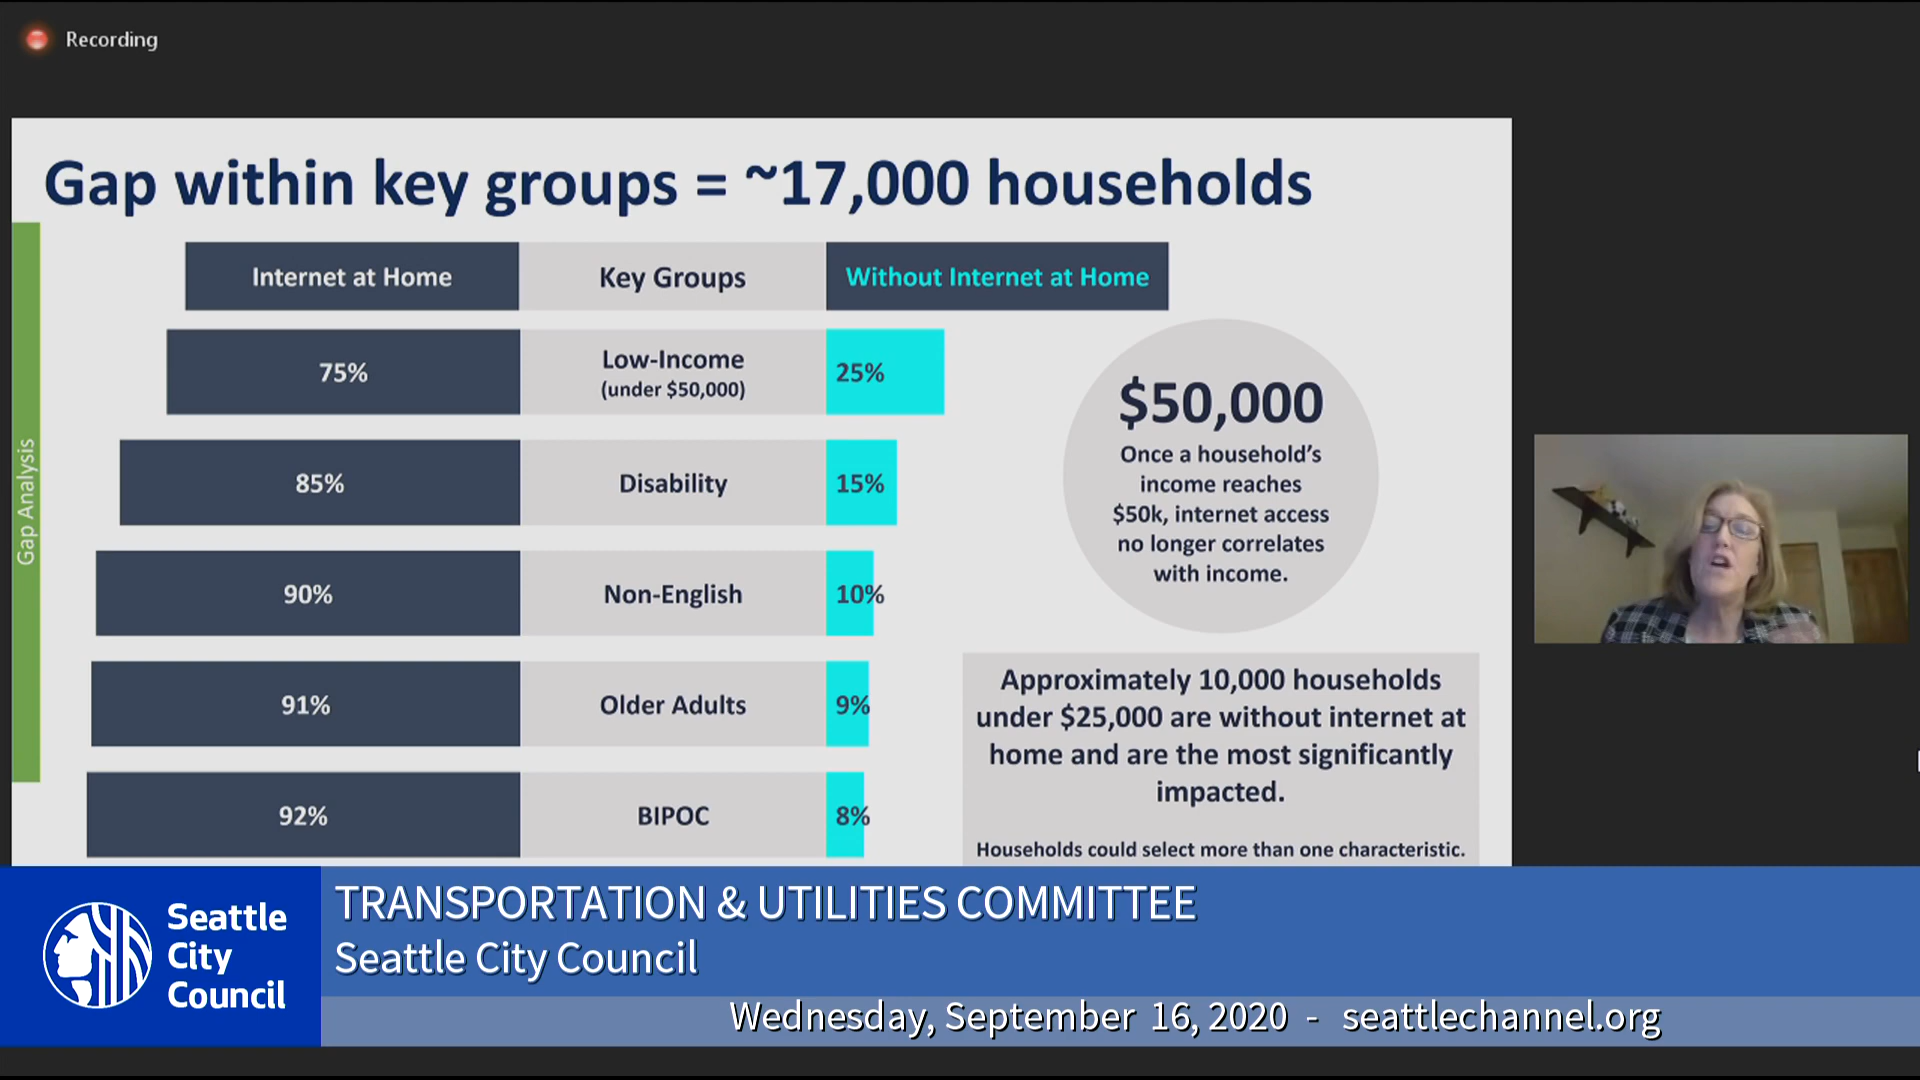 Recording
Gap within key groups = ~17,000 households
Gap Analysis
Internet at Home
Key Groups
Without Internet at Home
75%
Low-Income
(under $50,000)
25%
85%
Disability
15%
90%
Non-English
10%
91%
Older Adults
9%
92%
BIPOC
8%
$50,000
Once a household's
income reaches
$50k, internet access
no longer correlates
with income.
Approximately 10,000 households
under $25,000 are without internet at
home and are the most significantly
impacted.
Households could select more than one characteristic.
Seattle
City
Council
TRANSPORTATION & UTILITIES COMMITTEE
Seattle City Council
Wednesday, September 16, 2020 - seattlechannel.org